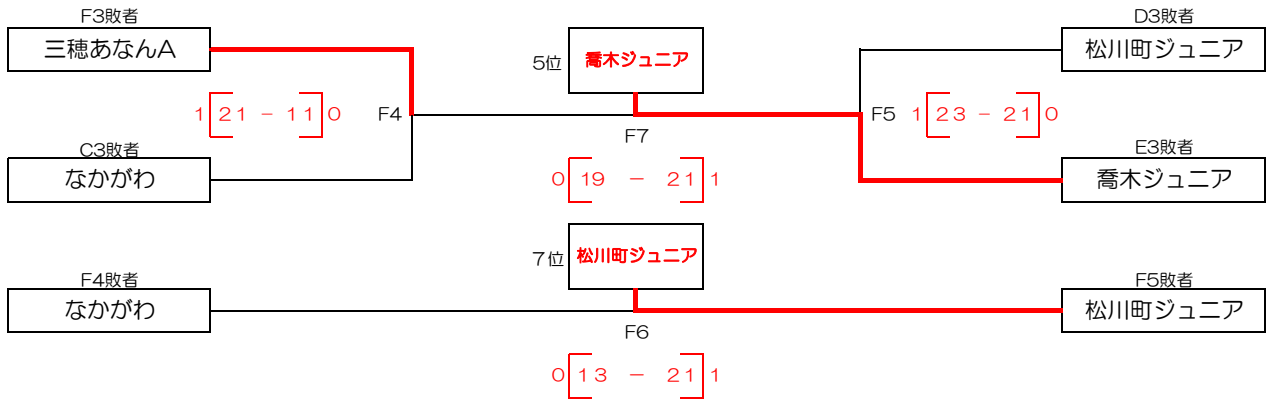 F3敗者
三穂あなんA
1 21 － 11 0
F4
C3敗者
なかがわ
5位
喬木ジュニア
F7
0 19 － 21 1
D3敗者
松川町ジュニア
F5
1 23 － 21 0
E3敗者
喬木ジュニア
7位
松川町ジュニア
F4敗者
なかがわ
F6
0 13 － 21 1
F5敗者
松川町ジュニア